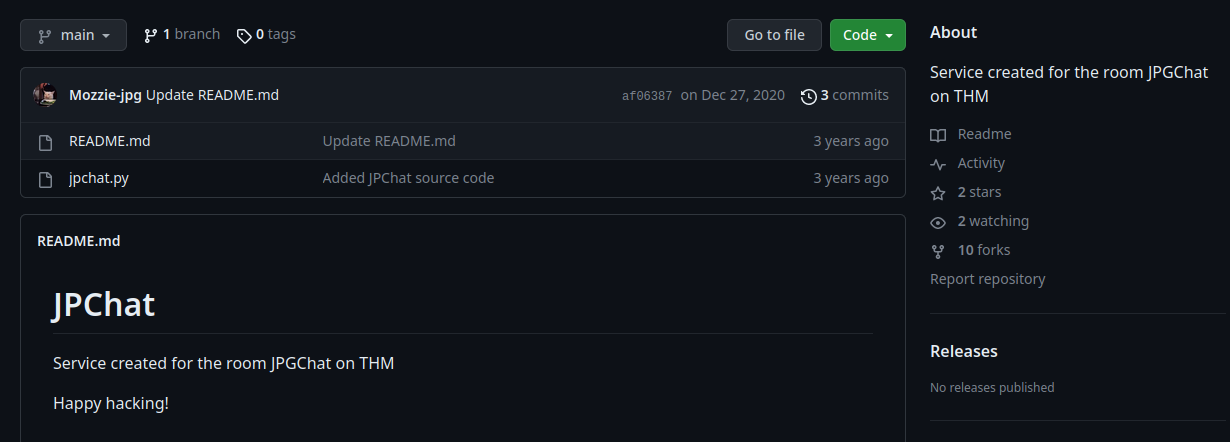 main 1 branch 0 tags Go to file Code
Mozzie-jpg Update README.md af06387 on Dec 27, 2020 3 commits
README.md Update README.md 3 years ago
jpchat.py Added JPChat source code 3 years ago
README.md
JPChat
Service created for the room JPGChat on THM
Happy hacking!
About
Service created for the room JPGChat
on THM
Readme
Activity
2 stars
2 watching
10 forks
Report repository
Releases
No releases published